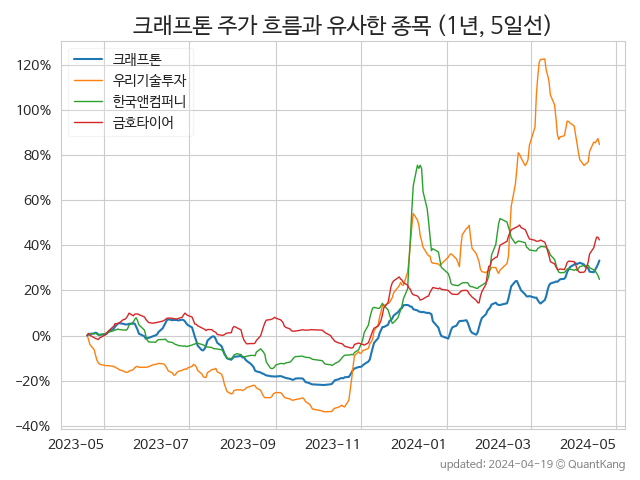 크래프톤 주가 흐름과 유사한 종목 (1년, 5일선)
크래프톤
우리기술투자
한국앤컴퍼니
금호타이어
120%
100%
80%
60%
40%
20%
0%
−20%
−40%
2023-05 2023-07 2023-09 2023-11 2024-01 2024-03 2024-05
updated: 2024-04-19 © QuantKang